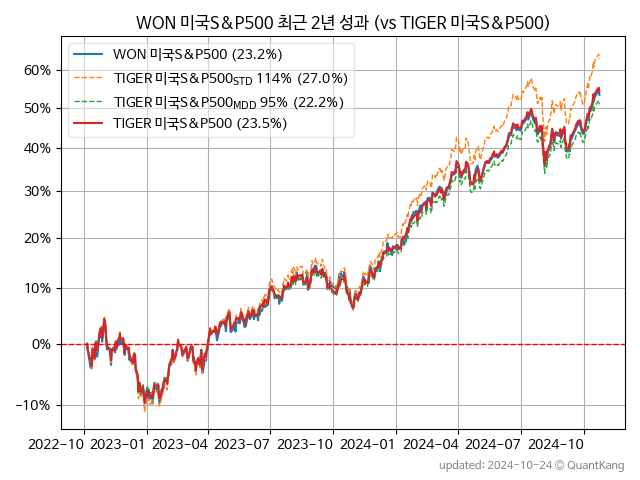 WON 미국S&P500 최근 2년 성과 (vs TIGER 미국S&P500)
WON 미국S&P500 (23.2%)
TIGER 미국S&P500STD 114% (27.0%)
TIGER 미국S&P500MDD 95% (22.2%)
TIGER 미국S&P500 (23.5%)
60%
50%
40%
30%
20%
10%
0%
−10%
2022-10 2023-01 2023-04 2023-07 2023-10 2024-01 2024-04 2024-07 2024-10
updated: 2024-10-24 © QuantKang